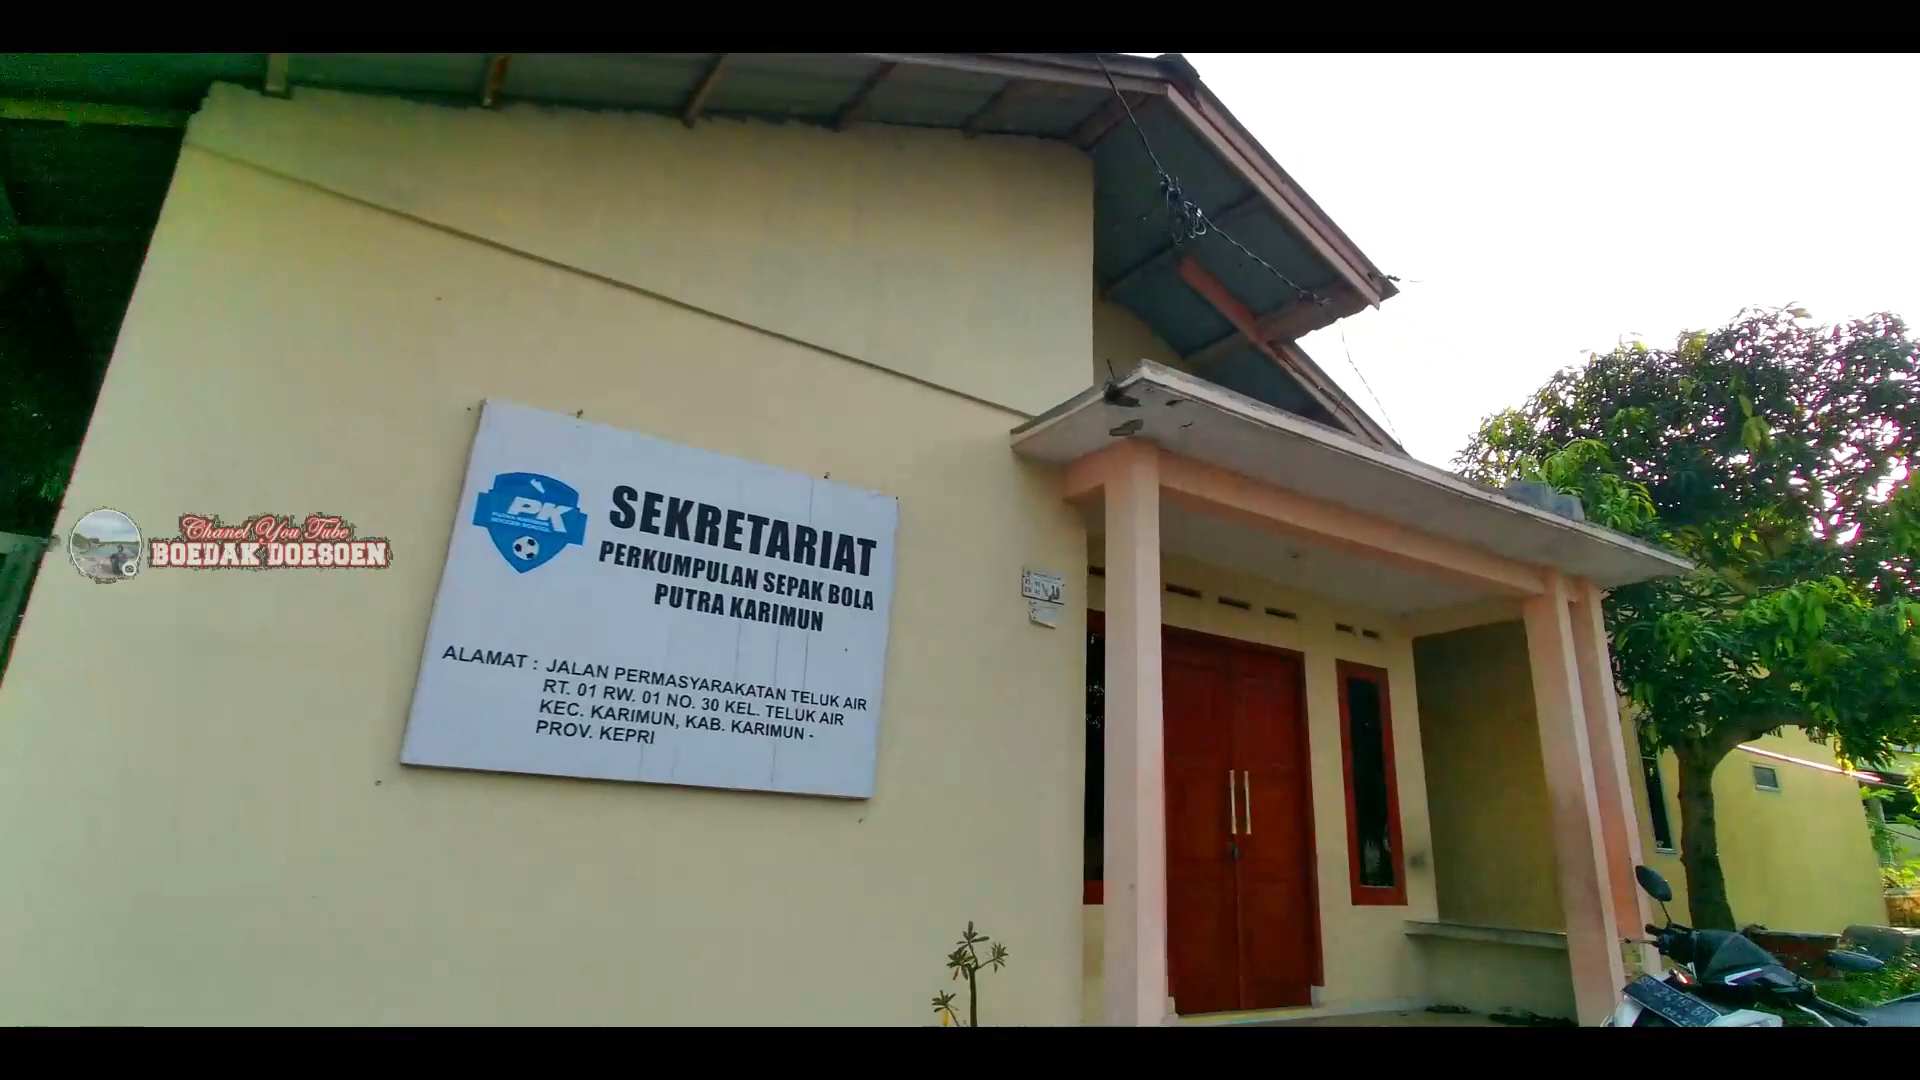 Chanel You Tube
BOEDAK DOESOEN
PK
SEKRETARIAT
PERKUMPULAN SEPAK BOLA
PUTRA KARIMUN
ALAMAT : JALAN PERMASYARAKATAN TELUK AIR
RT. 01 RW. 01 NO. 30 KEL. TELUK AIR
KEC. KARIMUN, KAB. KARIMUN -
PROV. KEPRI